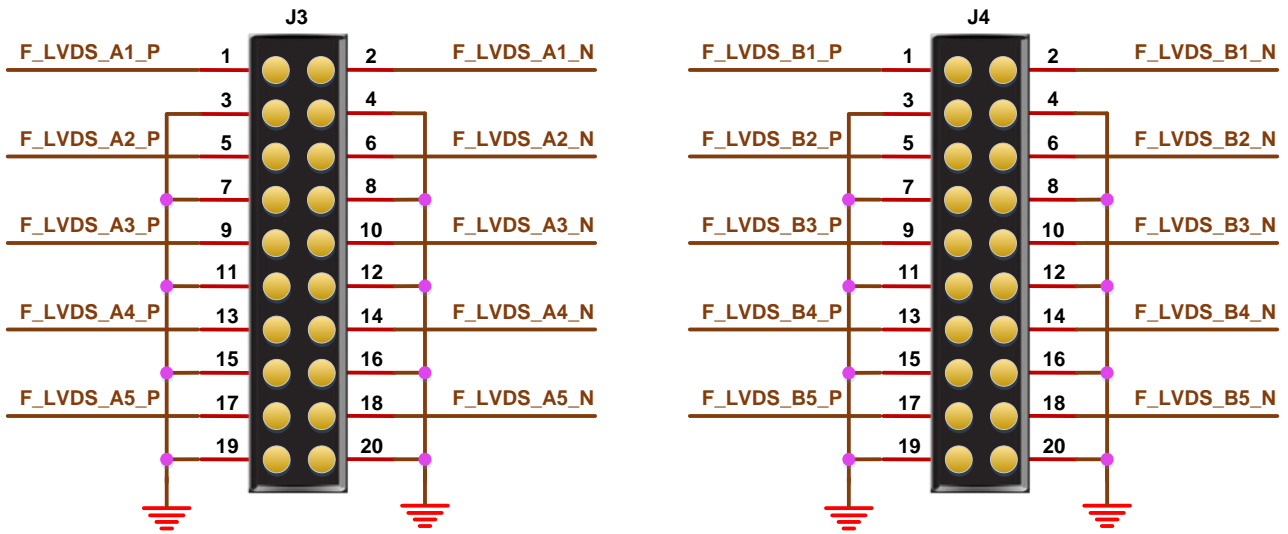 J3 J4
F_LVDS_A1_P 1 2 F_LVDS_A1_N F_LVDS_B1_P 1 2 F_LVDS_B1_N
3 4 3 4
F_LVDS_A2_P 5 6 F_LVDS_A2_N F_LVDS_B2_P 5 6 F_LVDS_B2_N
7 8 7 8
F_LVDS_A3_P 9 10 F_LVDS_A3_N F_LVDS_B3_P 9 10 F_LVDS_B3_N
11 12 11 12
F_LVDS_A4_P 13 14 F_LVDS_A4_N F_LVDS_B4_P 13 14 F_LVDS_B4_N
15 16 15 16
F_LVDS_A5_P 17 18 F_LVDS_A5_N F_LVDS_B5_P 17 18 F_LVDS_B5_N
19 20 19 20